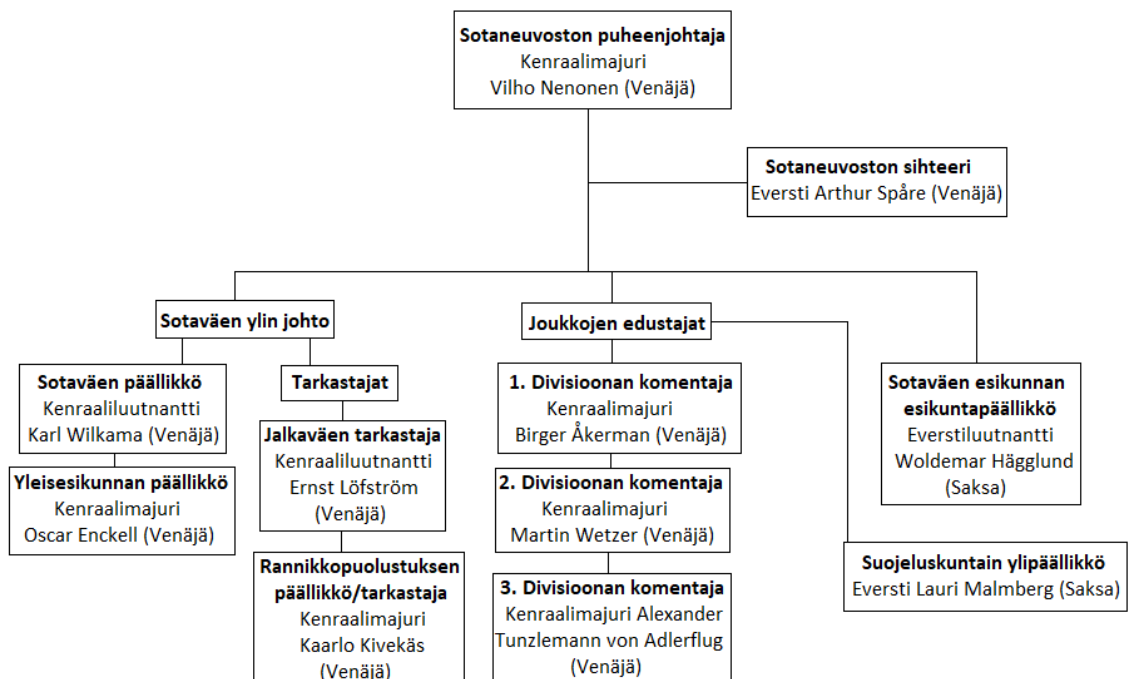 Sotaneuvoston puheenjohtaja
Kenraalimajuri
Vilho Nenonen (Venäjä)
Sotaneuvoston sihteeri
Eversti Arthur Spåre (Venäjä)
Sotaväen ylin johto
Sotaväen päällikkö
Kenraaliluutnantti
Karl Wilkama (Venäjä)
Yleisesikunnan päällikkö
Kenraalimajuri
Oscar Enckell (Venäjä)
Tarkastajat
Jalkaväen tarkastaja
Kenraaliluutnantti
Ernst Löfström
(Venäjä)
Rannikkopuolustuksen
päällikkö/tarkastaja
Kenraalimajuri
Kaarlo Kivekäs
(Venäjä)
Joukkojen edustajat
1. Divisioonan komentaja
Kenraalimajuri
Birger Åkerman (Venäjä)
2. Divisioonan komentaja
Kenraalimajuri
Martin Wetzer (Venäjä)
3. Divisioonan komentaja
Kenraalimajuri Alexander
Tunzlemann von Adlerflug
(Venäjä)
Sotaväen esikunnan
esikuntapäällikkö
Everstiluutnantti
Woldemar Hägglund
(Saksa)
Suojeluskuntain ylipäällikkö
Eversti Lauri Malmberg (Saksa)